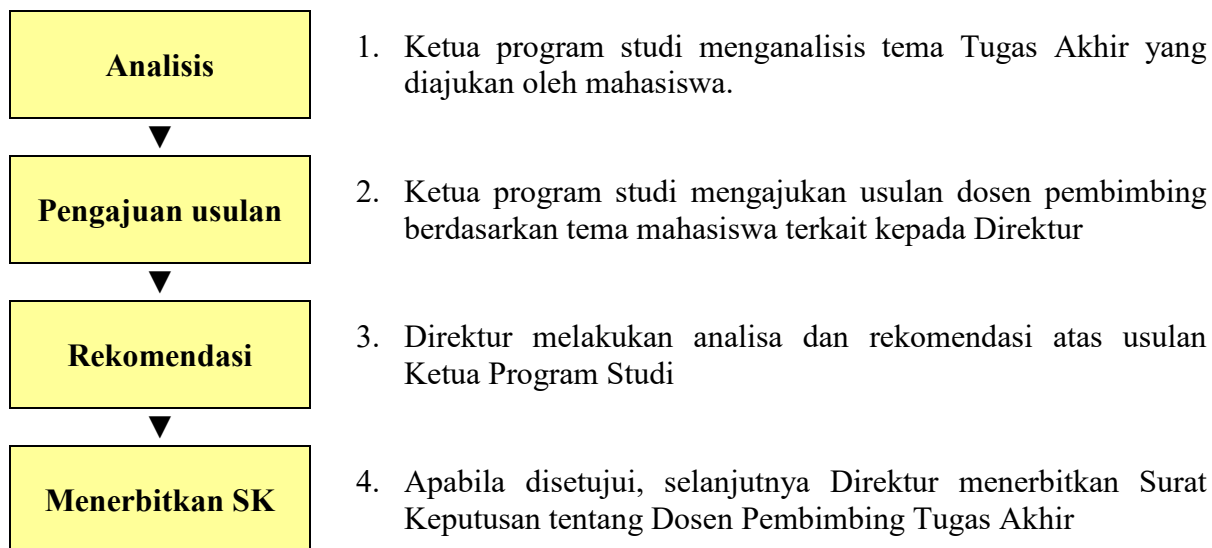 Analisis
1. Ketua program studi menganalisis tema Tugas Akhir yang
diajukan oleh mahasiswa.
▼
Pengajuan usulan
2. Ketua program studi mengajukan usulan dosen pembimbing
berdasarkan tema mahasiswa terkait kepada Direktur
▼
Rekomendasi
3. Direktur melakukan analisa dan rekomendasi atas usulan
Ketua Program Studi
▼
Menerbitkan SK
4. Apabila disetujui, selanjutnya Direktur menerbitkan Surat
Keputusan tentang Dosen Pembimbing Tugas Akhir